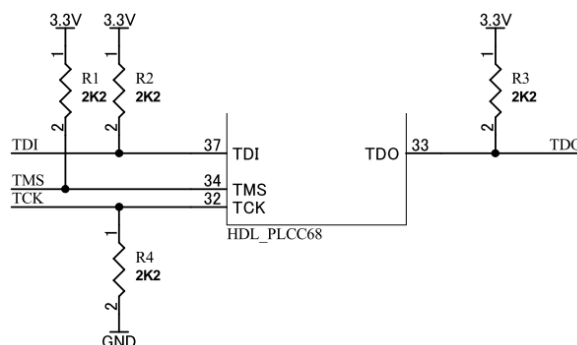 3.3V 3.3V 3.3V
1 1 1
R1 R2 R3
2K2 2K2 2K2
2 2 2
TDI 37 TDI TDO 33 TDO
TMS 34 TMS
TCK 32 TCK
HDL_PLCC68
1
R4
2K2
2
GND